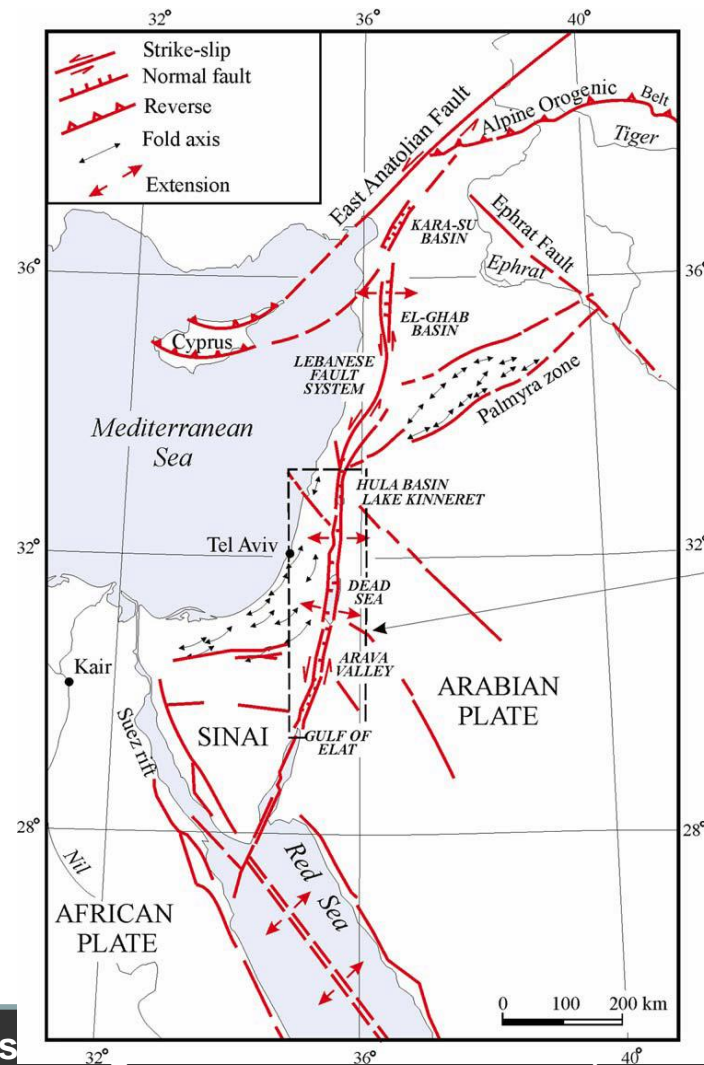 32° 36° 40°
Strike-slip
Normal fault
Reverse
Fold axis
Extension
East Anatolian Fault
Alpine Orogenic Belt
Tiger
KARA-SU
BASIN
Ephrat Fault
Ephrat
36° 36°
EL-GHAB
BASIN
Cyprus
LEBANESE
FAULT
SYSTEM
Palmyra zone
Mediterranean
Sea
HULA BASIN
LAKE KINNERET
Tel Aviv
32° 32°
DEAD
SEA
Kair
ARAVA
VALLEY
ARABIAN
PLATE
SINAI
Suez rift
GULF OF
ELAT
28° 28°
Nil
Red
Sea
AFRICAN
PLATE
0 100 200 km
s
32° 36° 40°